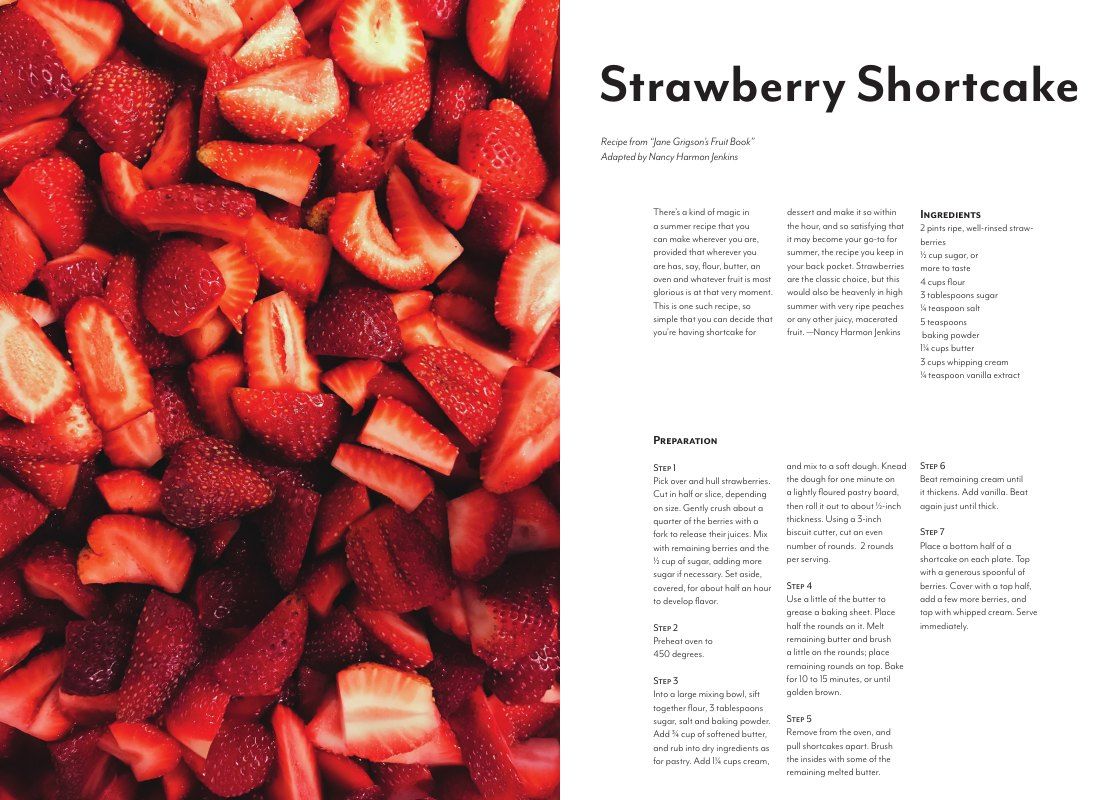 Strawberry Shortcake
Recipe from “Jane Grigson’s Fruit Book”
Adapted by Nancy Harmon Jenkins
There’s a kind of magic in
a summer recipe that you
can make wherever you are,
provided that wherever you
are has, say, flour, butter, an
oven and whatever fruit is most
glorious is at that very moment.
This is one such recipe, so
simple that you can decide that
you’re having shortcake for
dessert and make it so within
the hour, and so satisfying that
it may become your go-to for
summer, the recipe you keep in
your back pocket. Strawberries
are the classic choice, but this
would also be heavenly in high
summer with very ripe peaches
or any other juicy, macerated
fruit. —Nancy Harmon Jenkins
Ingredients
2 pints ripe, well-rinsed straw-
berries
½ cup sugar, or
more to taste
4 cups flour
3 tablespoons sugar
¼ teaspoon salt
5 teaspoons
baking powder
1¼ cups butter
3 cups whipping cream
¼ teaspoon vanilla extract
Preparation
Step 1
Pick over and hull strawberries.
Cut in half or slice, depending
on size. Gently crush about a
quarter of the berries with a
fork to release their juices. Mix
with remaining berries and the
½ cup of sugar, adding more
sugar if necessary. Set aside,
covered, for about half an hour
to develop flavor.
Step 2
Preheat oven to
450 degrees.
Step 3
Into a large mixing bowl, sift
together flour, 3 tablespoons
sugar, salt and baking powder.
Add ¾ cup of softened butter,
and rub into dry ingredients as
for pastry. Add 1¼ cups cream,
and mix to a soft dough. Knead
the dough for one minute on
a lightly floured pastry board,
then roll it out to about ½-inch
thickness. Using a 3-inch
biscuit cutter, cut an even
number of rounds. 2 rounds
per serving.
Step 4
Use a little of the butter to
grease a baking sheet. Place
half the rounds on it. Melt
remaining butter and brush
a little on the rounds; place
remaining rounds on top. Bake
for 10 to 15 minutes, or until
golden brown.
Step 5
Remove from the oven, and
pull shortcakes apart. Brush
the insides with some of the
remaining melted butter.
Step 6
Beat remaining cream until
it thickens. Add vanilla. Beat
again just until thick.
Step 7
Place a bottom half of a
shortcake on each plate. Top
with a generous spoonful of
berries. Cover with a top half,
add a few more berries, and
top with whipped cream. Serve
immediately.